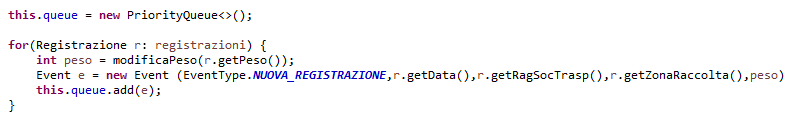 this.queue = new PriorityQueue<>();
for(Registrazione r: registrazioni) {
int peso = modificaPeso(r.getPeso());
Event e = new Event (EventType.NUOVA_REGISTRAZIONE,r.getData(),r.getRagSocTrasp(),r.getZonaRaccolta(),peso)
this.queue.add(e);
}